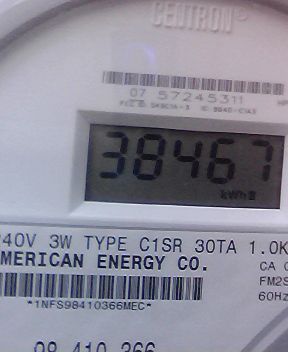 CENTRON®
07 57245311
38467
kWh
240V 3W TYPE C1SR 30TA 1.0K
AMERICAN ENERGY CO.
CA
FM2S
60Hz
*1NFS98410366MEC*
98 410 366